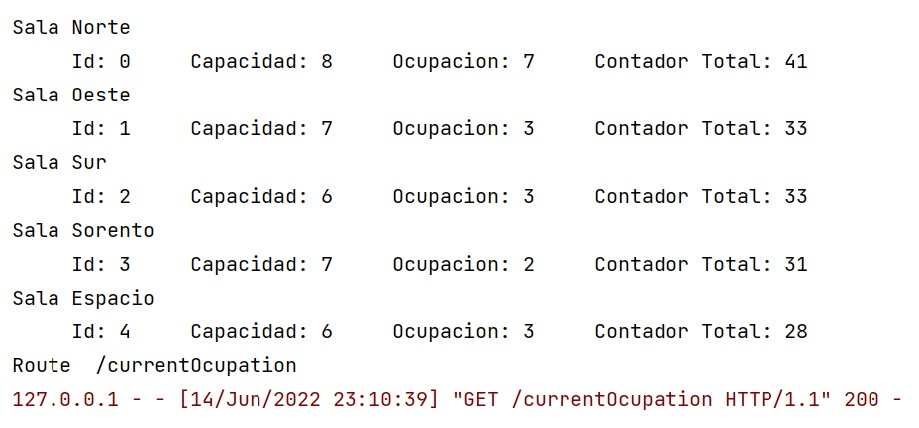 Sala Norte
Id: 0 Capacidad: 8 Ocupacion: 7 Contador Total: 41
Sala Oeste
Id: 1 Capacidad: 7 Ocupacion: 3 Contador Total: 33
Sala Sur
Id: 2 Capacidad: 6 Ocupacion: 3 Contador Total: 33
Sala Sorento
Id: 3 Capacidad: 7 Ocupacion: 2 Contador Total: 31
Sala Espacio
Id: 4 Capacidad: 6 Ocupacion: 3 Contador Total: 28
Route /currentOcupation
127.0.0.1 - - [14/Jun/2022 23:10:39] "GET /currentOcupation HTTP/1.1" 200 -